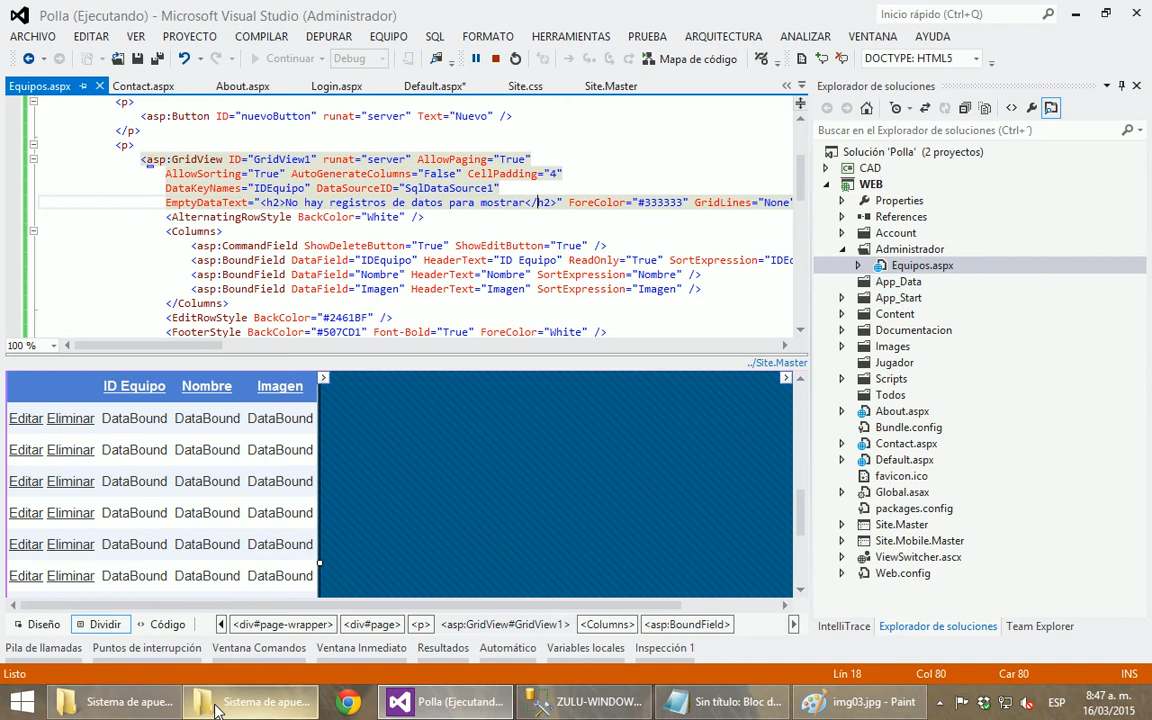 Polla (Ejecutando) - Microsoft Visual Studio (Administrador)
Inicio rápido (Ctrl+Q)
ARCHIVO EDITAR VER PROYECTO COMPILAR DEPURAR EQUIPO SQL FORMATO HERRAMIENTAS PRUEBA ARQUITECTURA ANALIZAR VENTANA AYUDA
Continuar Debug Mapa de código DOCTYPE: HTML5
Equipos.aspx Contact.aspx About.aspx Login.aspx Default.aspx* Site.css Site.Master
<p>
<asp:Button ID="nuevoButton" runat="server" Text="Nuevo" />
</p>
<p>
<asp:GridView ID="GridView1" runat="server" AllowPaging="True"
AllowSorting="True" AutoGenerateColumns="False" CellPadding="4"
DataKeyNames="IDEquipo" DataSourceID="SqlDataSource1"
EmptyDataText="<h2>No hay registros de datos para mostrar</h2>" ForeColor="#333333" GridLines="None"
<AlternatingRowStyle BackColor="White" />
<Columns>
<asp:CommandField ShowDeleteButton="True" ShowEditButton="True" />
<asp:BoundField DataField="IDEquipo" HeaderText="ID Equipo" ReadOnly="True" SortExpression="IDEq
<asp:BoundField DataField="Nombre" HeaderText="Nombre" SortExpression="Nombre" />
<asp:BoundField DataField="Imagen" HeaderText="Imagen" SortExpression="Imagen" />
</Columns>
<EditRowStyle BackColor="#2461BF" />
<FooterStyle BackColor="#507CD1" Font-Bold="True" ForeColor="White" />
100 %
../Site.Master
ID Equipo Nombre Imagen
Editar Eliminar DataBound DataBound DataBound
Editar Eliminar DataBound DataBound DataBound
Editar Eliminar DataBound DataBound DataBound
Editar Eliminar DataBound DataBound DataBound
Editar Eliminar DataBound DataBound DataBound
Editar Eliminar DataBound DataBound DataBound
Diseño Dividir Código <div#page-wrapper> <div#page> <p> <asp:GridView#GridView1> <Columns> <asp:BoundField>
Pila de llamadas Puntos de interrupción Ventana Comandos Ventana Inmediato Resultados Automático Variables locales Inspección 1
Explorador de soluciones
Buscar en el Explorador de soluciones (Ctrl+´)
Solución 'Polla' (2 proyectos)
CAD
WEB
Properties
References
Account
Administrador
Equipos.aspx
App_Data
App_Start
Content
Documentacion
Images
Jugador
Scripts
Todos
About.aspx
Bundle.config
Contact.aspx
Default.aspx
favicon.ico
Global.asax
packages.config
Site.Master
Site.Mobile.Master
ViewSwitcher.ascx
Web.config
IntelliTrace Explorador de soluciones Team Explorer
Listo Lín 18 Col 80 Car 80 INS
Sistema de apue... Sistema de apue... Polla (Ejecutand... ZULU-WINDOW... Sin título: Bloc d... img03.jpg - Paint ESP
8:47 a. m.
16/03/2015